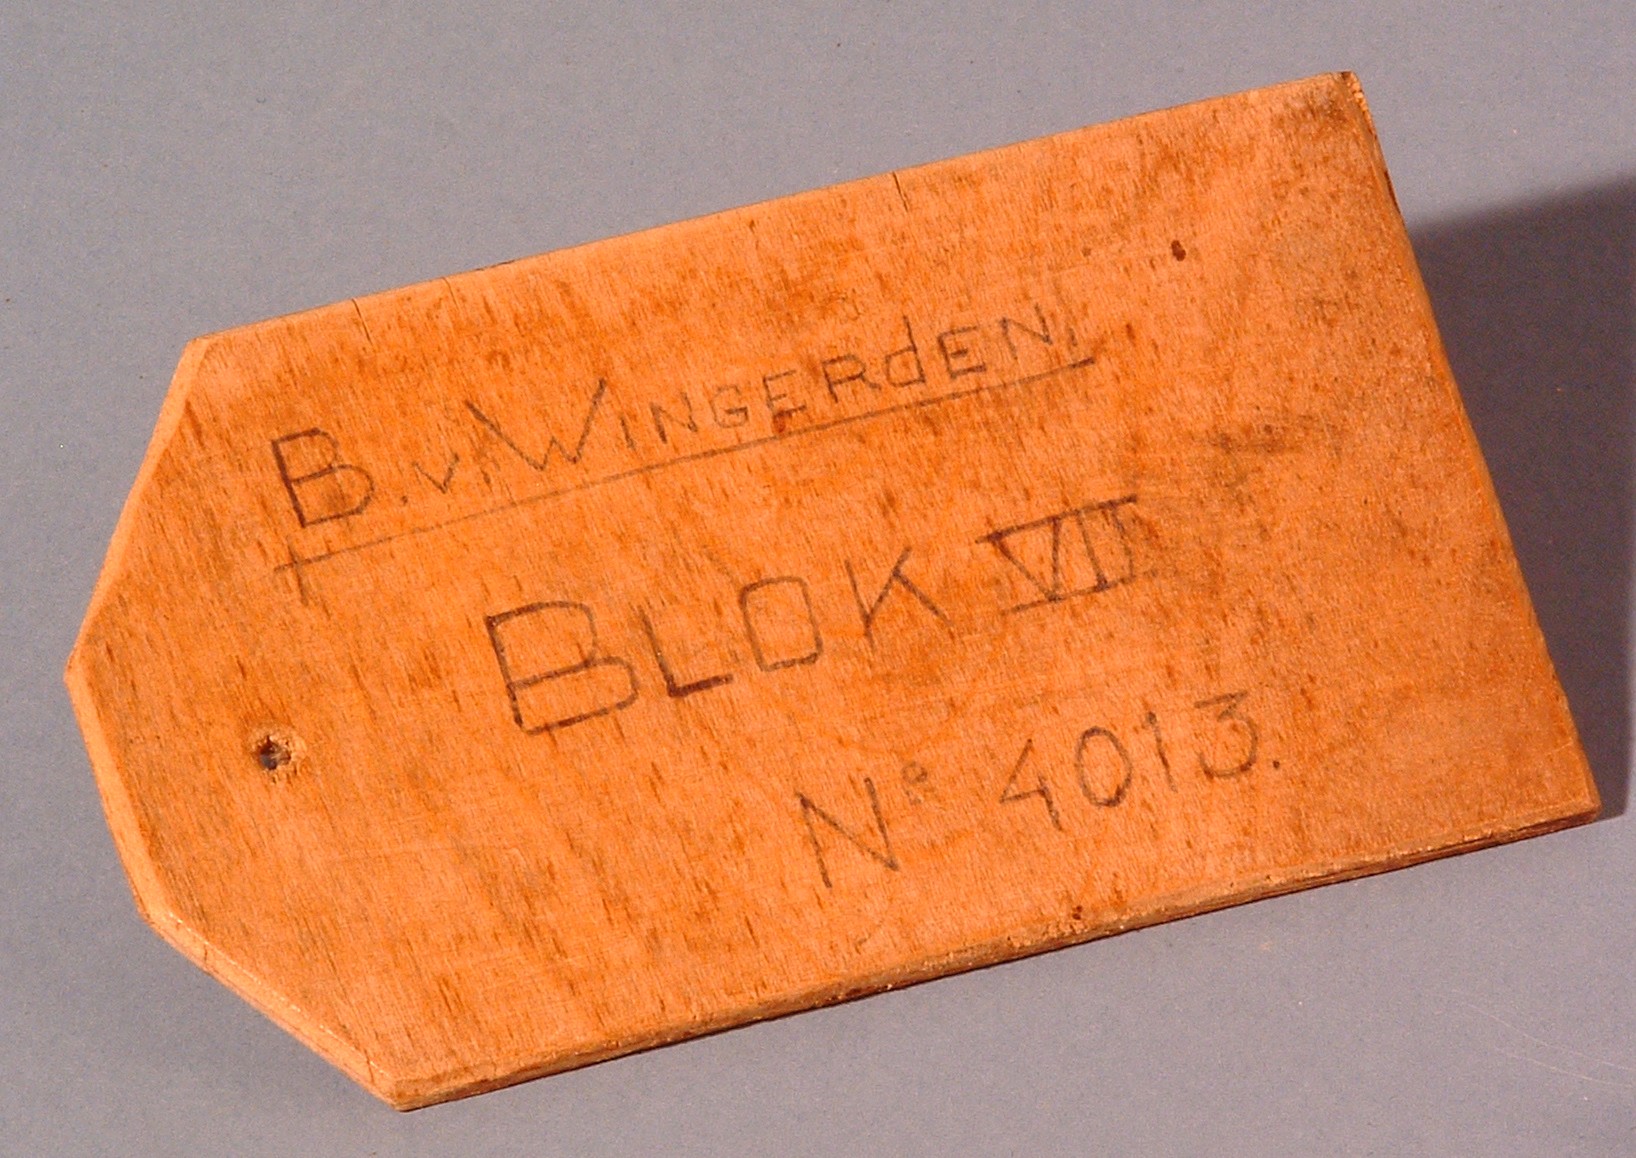 B. v. WINGERdEN.
BLOK VII
No 4013.